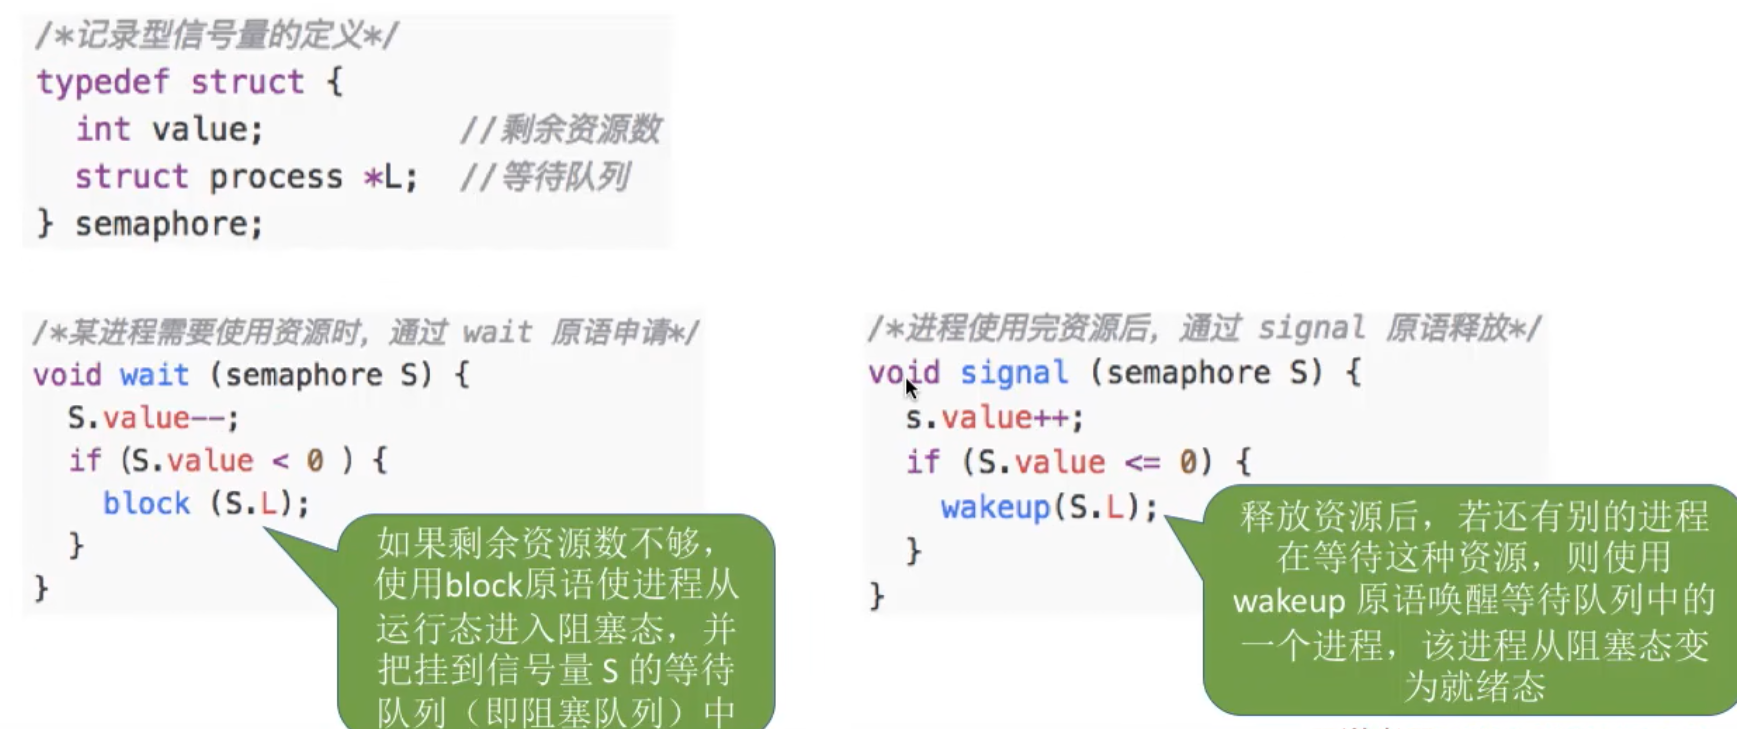 /*记录型信号量的定义*/
typedef struct {
  int value;          //剩余资源数
  struct process *L;  //等待队列
} semaphore;
/*某进程需要使用资源时，通过 wait 原语申请*/
void wait (semaphore S) {
  S.value--;
  if (S.value < 0 ) {
    block (S.L);
  }
}
如果剩余资源数不够，
使用block原语使进程从
运行态进入阻塞态，并
把挂到信号量 S 的等待
队列（即阻塞队列）中
/*进程使用完资源后，通过 signal 原语释放*/
void signal (semaphore S) {
  s.value++;
  if (S.value <= 0) {
    wakeup(S.L);
  }
}
释放资源后，若还有别的进程
在等待这种资源，则使用
wakeup 原语唤醒等待队列中的
一个进程，该进程从阻塞态变
为就绪态